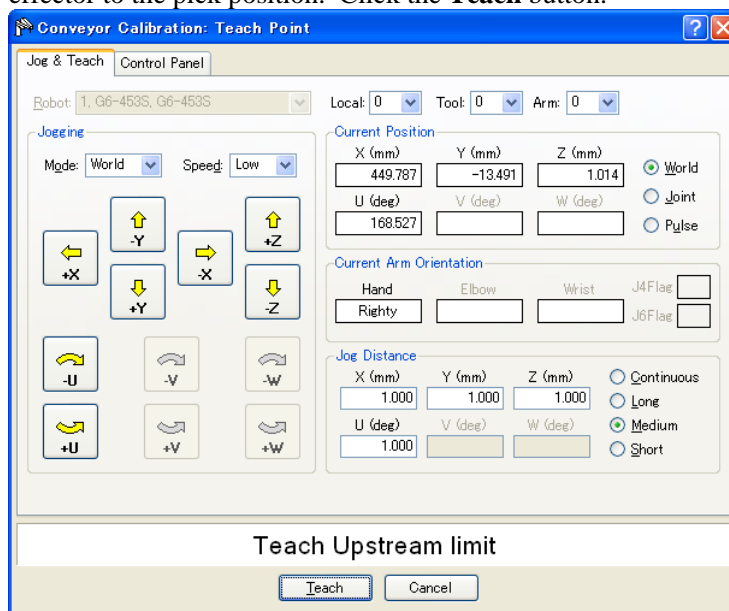 effector to the pick position. Click the Teach button.
Conveyor Calibration: Teach Point
Jog & Teach Control Panel
Robot: 1, G6-453S, G6-453S Local: 0 Tool: 0 Arm: 0
Jogging
Mode: World Speed: Low
-Y +Z
+X -X
+Y -Z
-U -V -W
+U +V +W
Current Position
X (mm) Y (mm) Z (mm)
449.787 -13.491 1.014
World
U (deg) V (deg) W (deg)
Joint
168.527
Pulse
Current Arm Orientation
Hand Elbow Wrist J4Flag
Righty
J6Flag
Jog Distance
X (mm) Y (mm) Z (mm)
Continuous
1.000 1.000 1.000
Long
U (deg) V (deg) W (deg)
Medium
1.000
Short
Teach Upstream limit
Teach Cancel